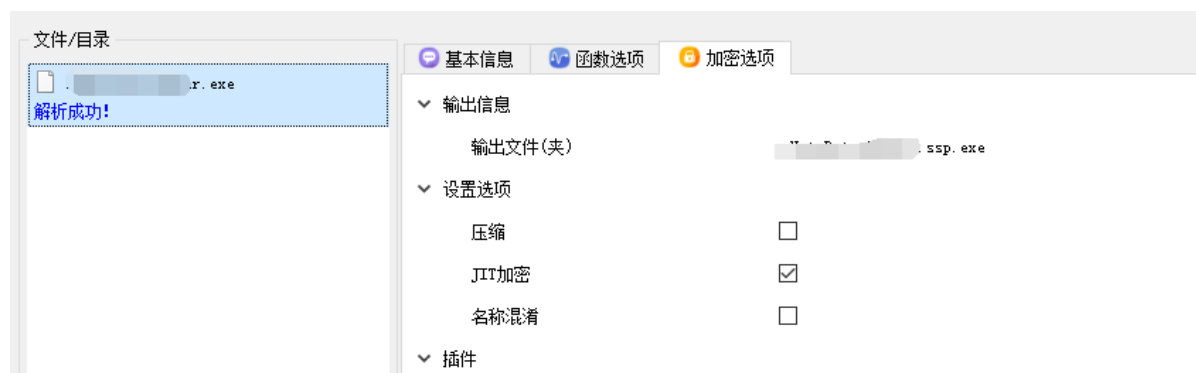 文件/目录
r.exe
解析成功!
基本信息
函数选项
加密选项
输出信息
输出文件(夹)
.ssp.exe
设置选项
压缩
JIT加密
名称混淆
插件